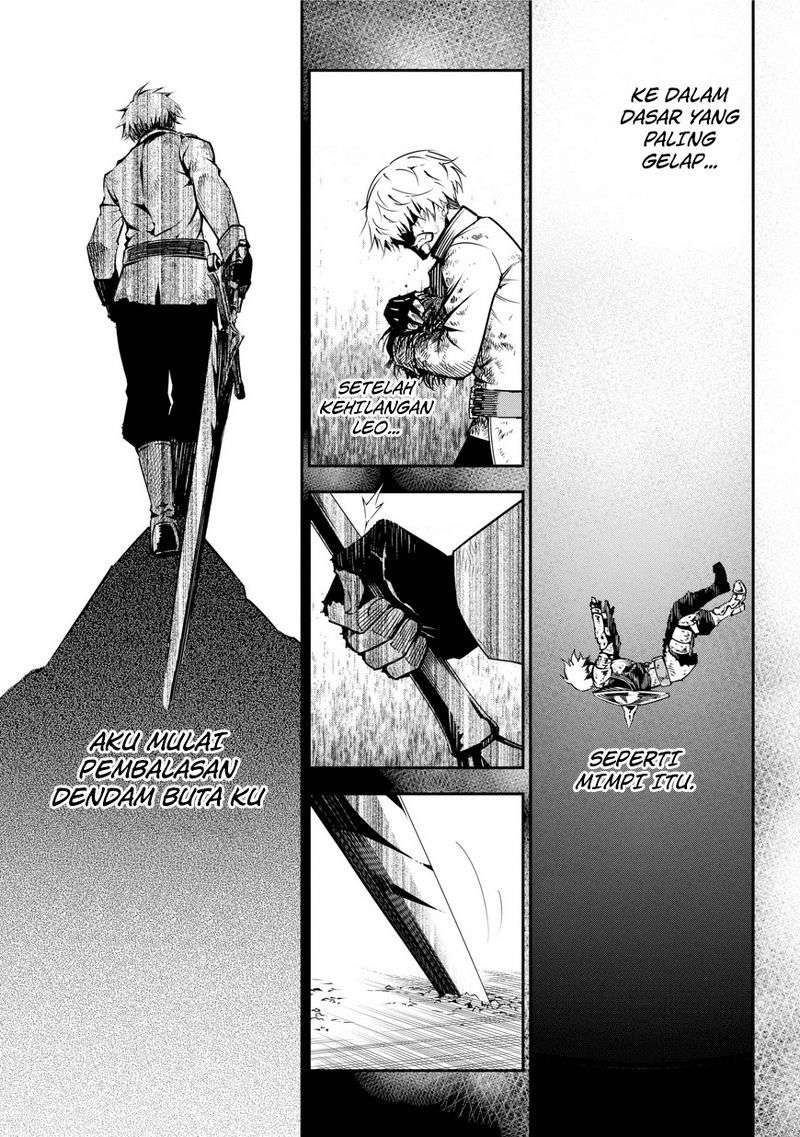 KE DALAM
DASAR YANG
PALING
GELAP...
SEPERTI
MIMPI ITU.
SETELAH
KEHILANGAN
LEO...
AKU MULAI
PEMBALASAN
DENDAM BUTA KU